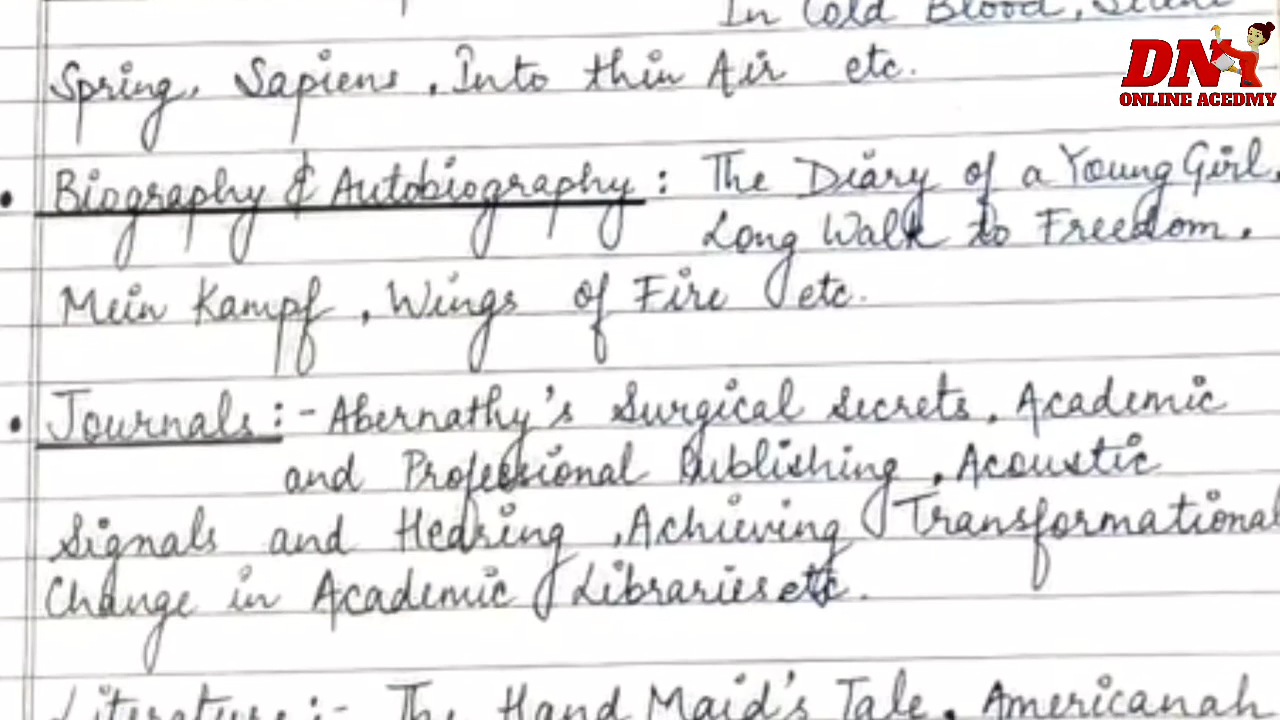 In Cold Blood, Silent
Spring, Sapiens, Into thin Air etc.
• Biography & Autobiography : The Diary of a Young Girl,
Long Walk to Freedom,
Mein Kampf, Wings of Fire etc.
• Journals :- Abernathy's Surgical Secrets, Academic
and Professional Publishing, Acoustic
Signals and Hearing, Achieving Transformational
Change in Academic Libraries etc.
Literature :- The Hand Maid's Tale, Americanah
DN
ONLINE ACEDMY